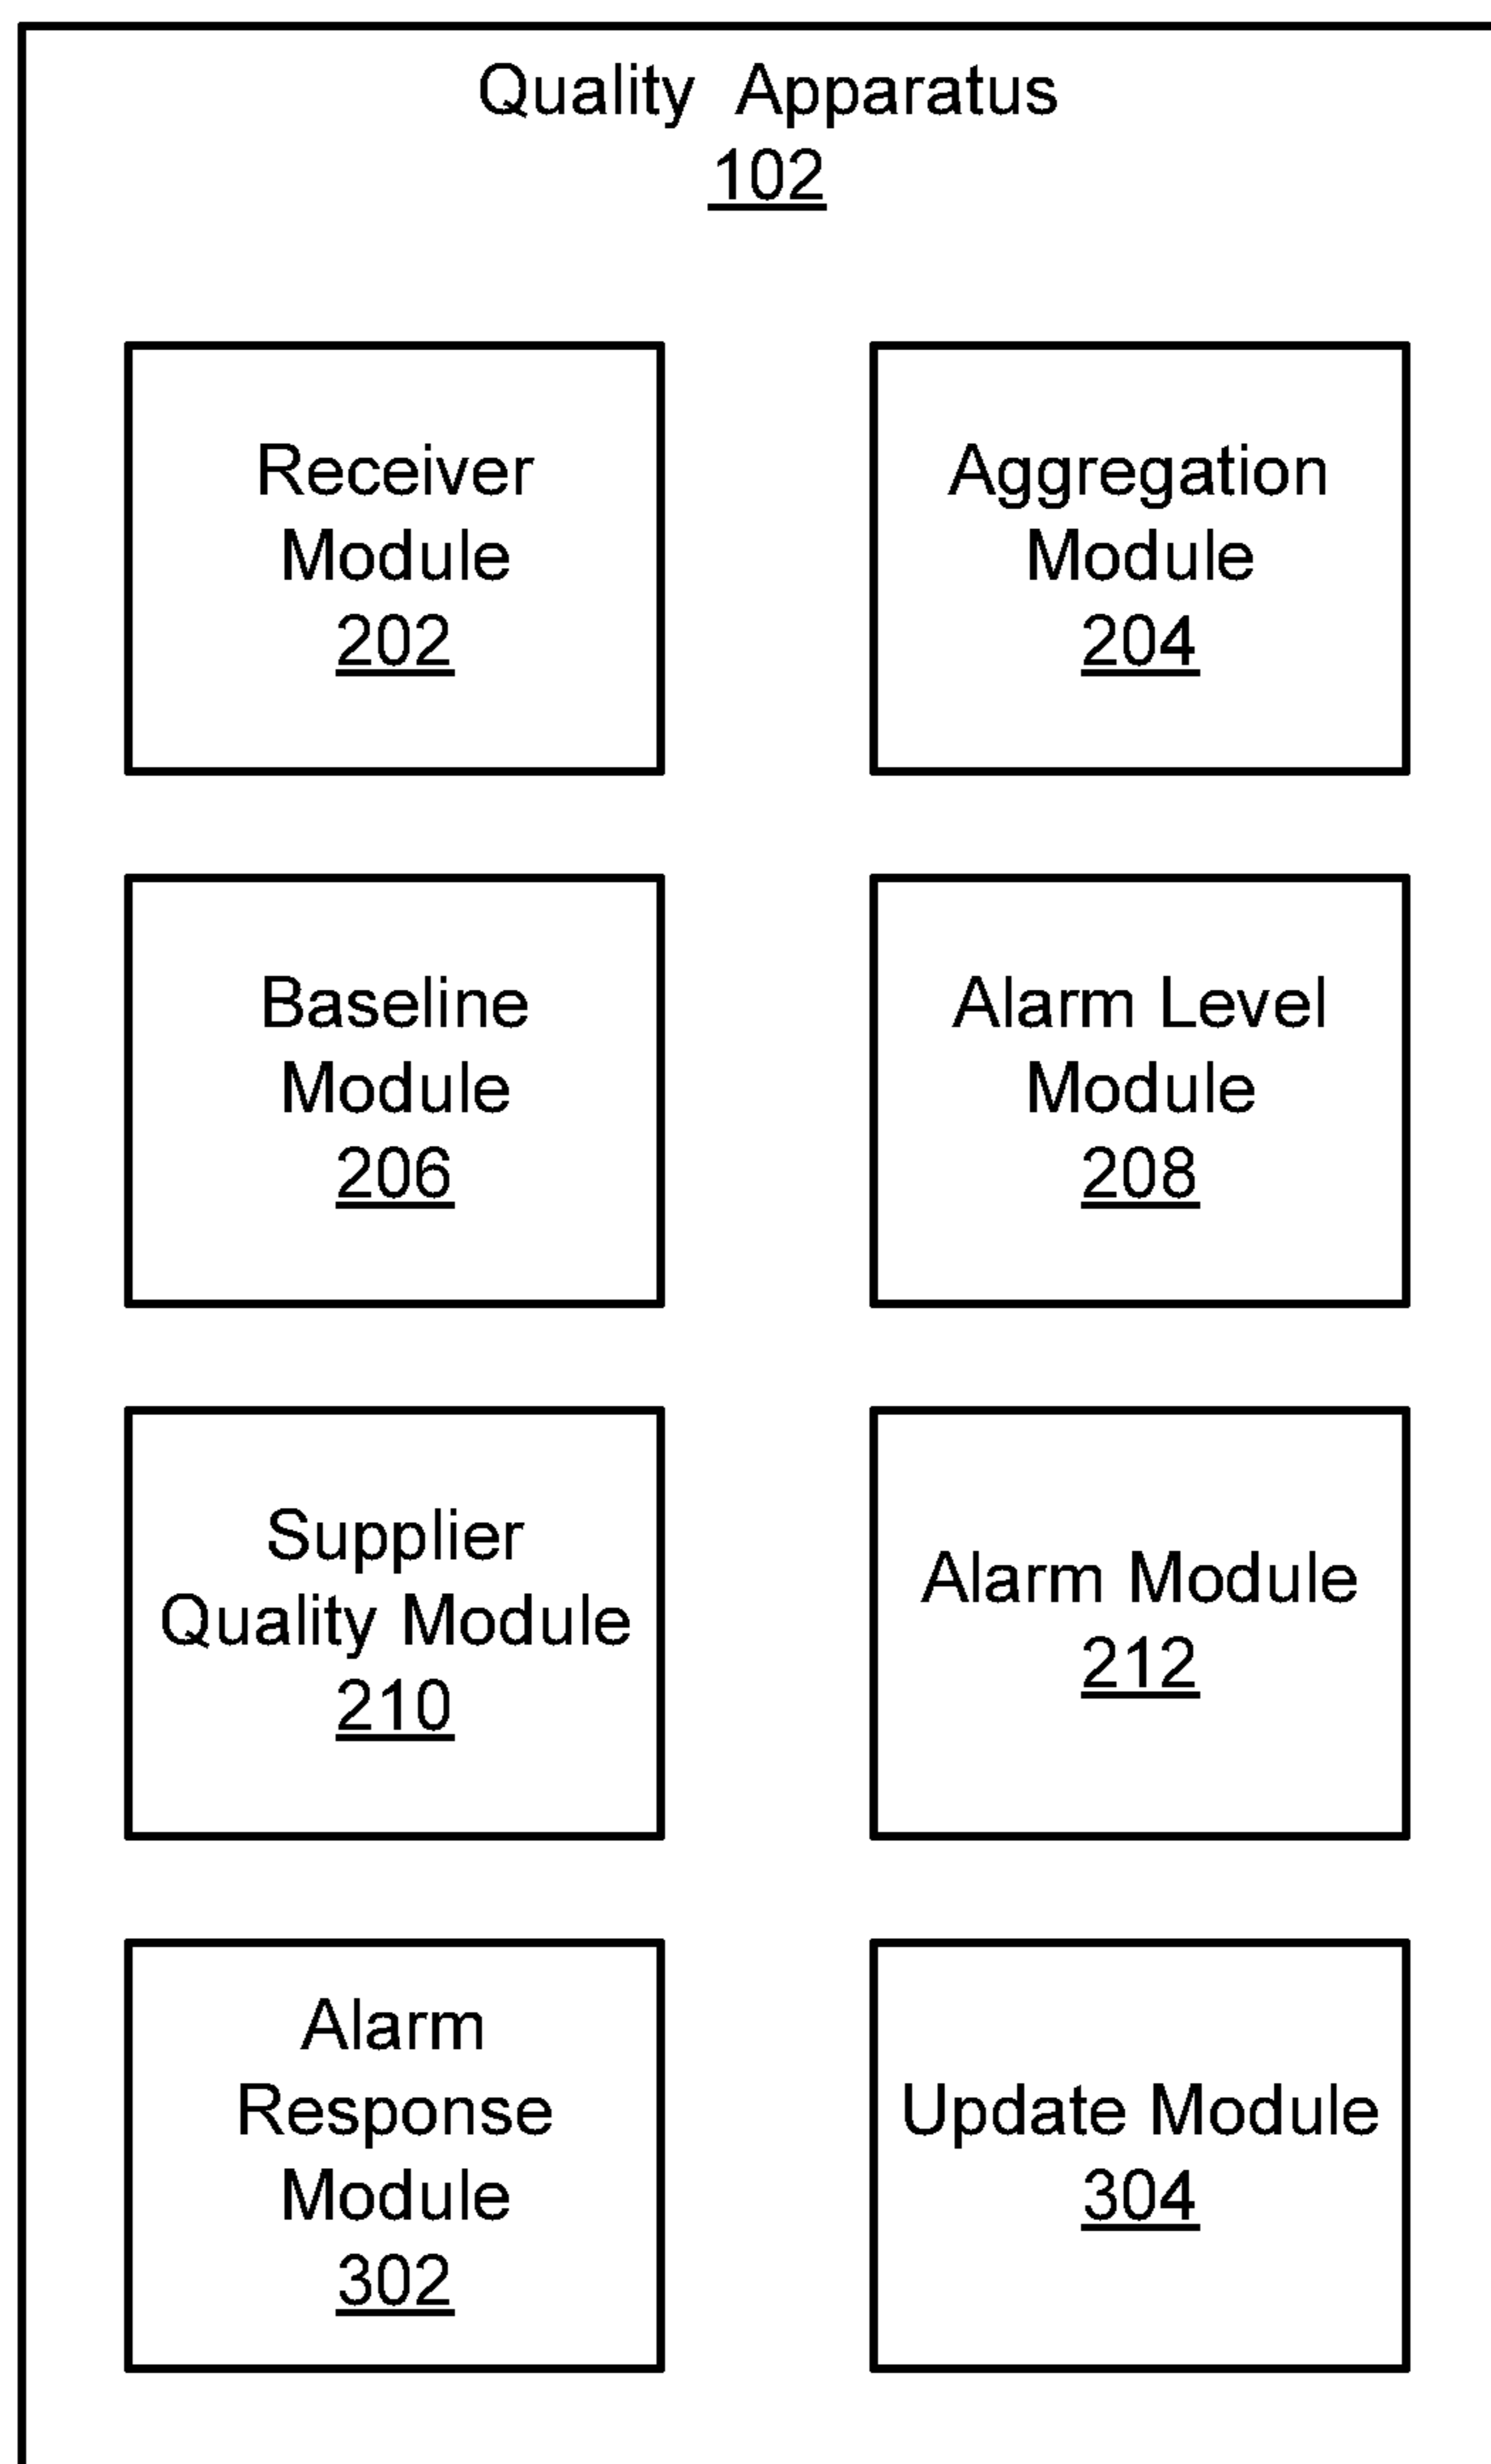 Quality Apparatus
102
Receiver
Module
202
Aggregation
Module
204
Baseline
Module
206
Alarm Level
Module
208
Supplier
Quality Module
210
Alarm Module
212
Alarm
Response
Module
302
Update Module
304